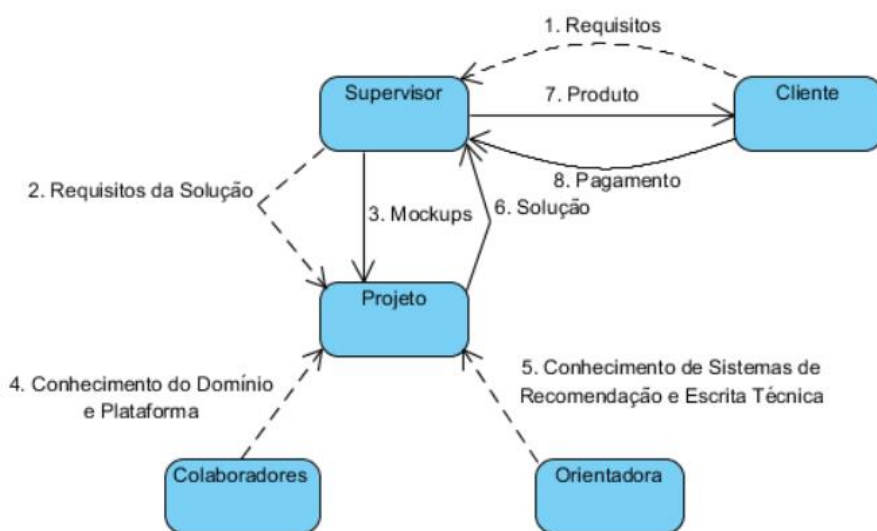 1. Requisitos
Supervisor
7. Produto
Cliente
8. Pagamento
2. Requisitos da Solução
3. Mockups
6. Solução
Projeto
4. Conhecimento do Domínio
e Plataforma
5. Conhecimento de Sistemas de
Recomendação e Escrita Técnica
Colaboradores
Orientadora